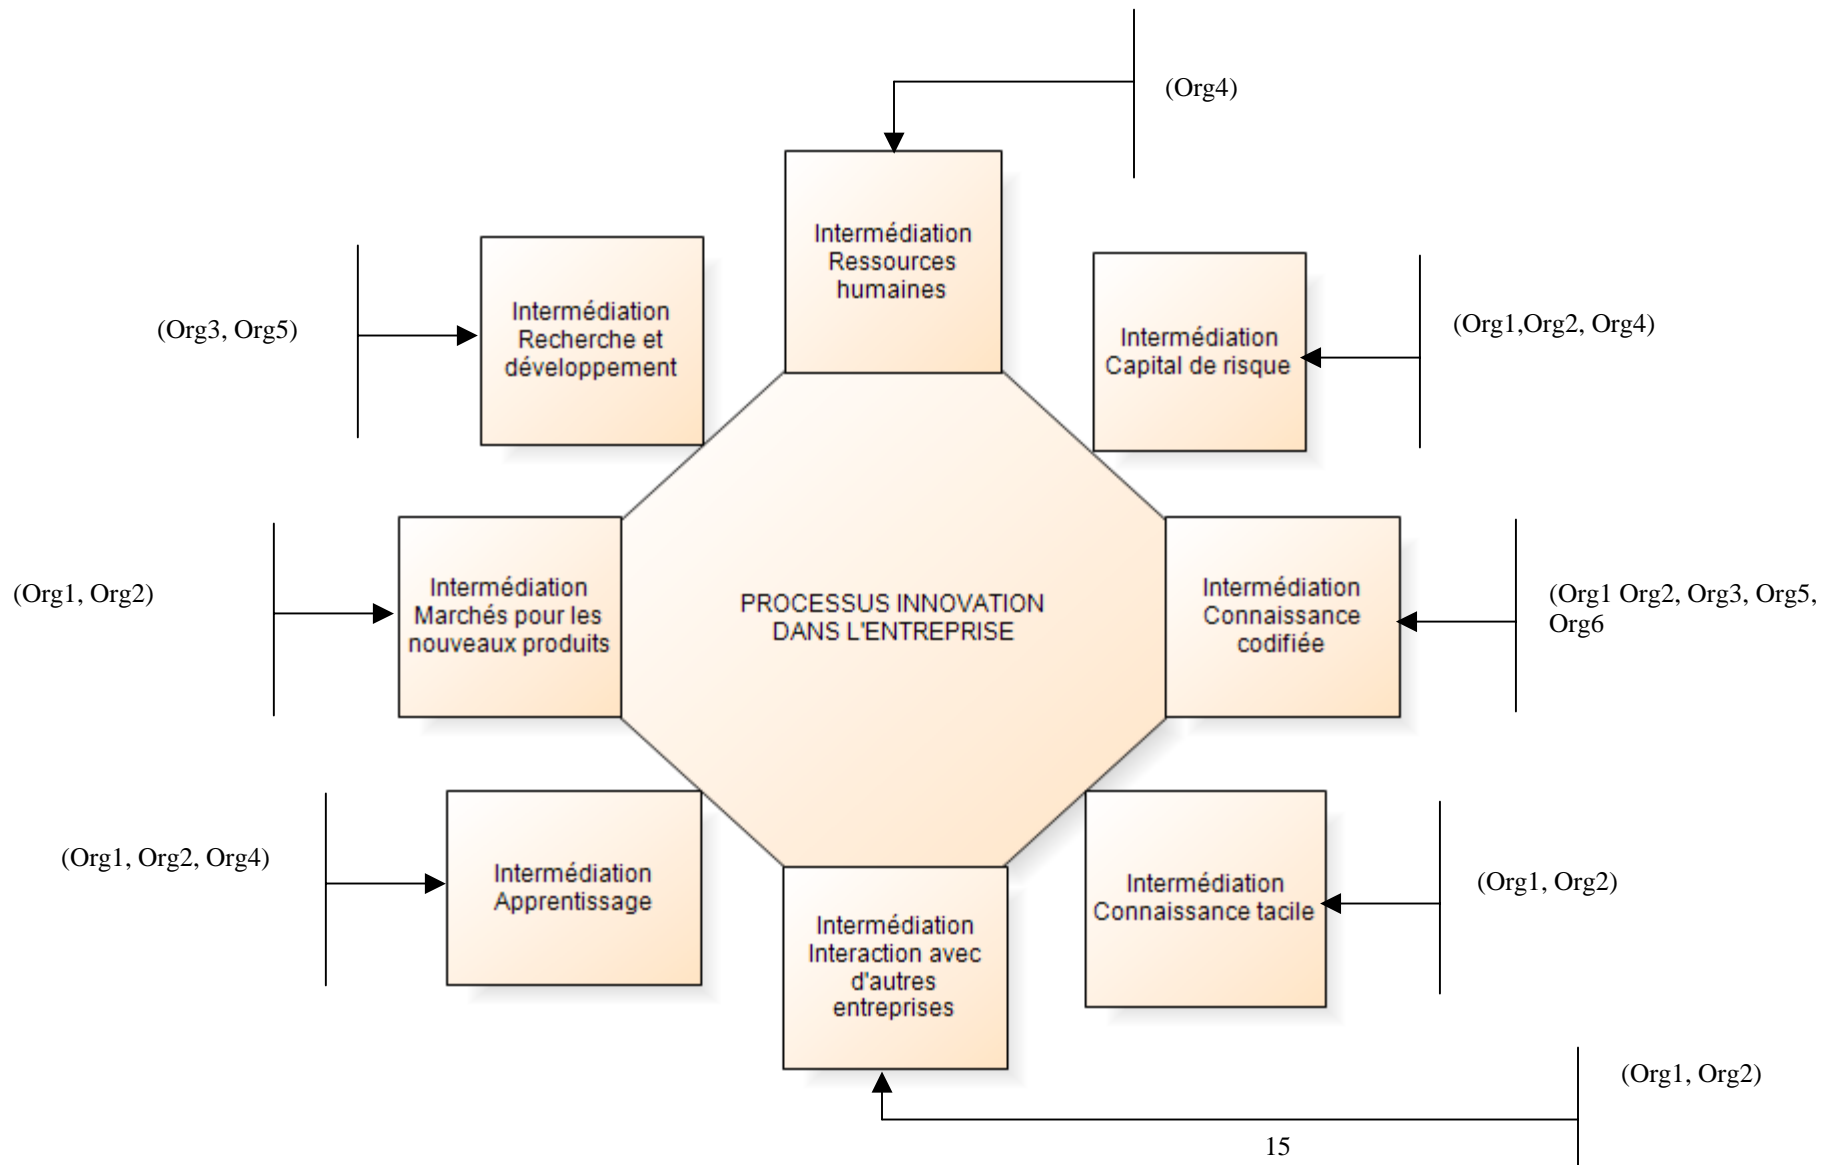 (Org4)
Intermédiation
Ressources
humaines
Intermédiation
Recherche et
développement
(Org3, Org5)
Intermédiation
Capital de risque
(Org1,Org2, Org4)
(Org1, Org2)
Intermédiation
Marchés pour les
nouveaux produits
PROCESSUS INNOVATION
DANS L'ENTREPRISE
Intermédiation
Connaissance
codifiée
(Org1 Org2, Org3, Org5,
Org6
(Org1, Org2, Org4)
Intermédiation
Apprentissage
Intermédiation
Interaction avec
d'autres
entreprises
Intermédiation
Connaissance tacile
(Org1, Org2)
(Org1, Org2)
15